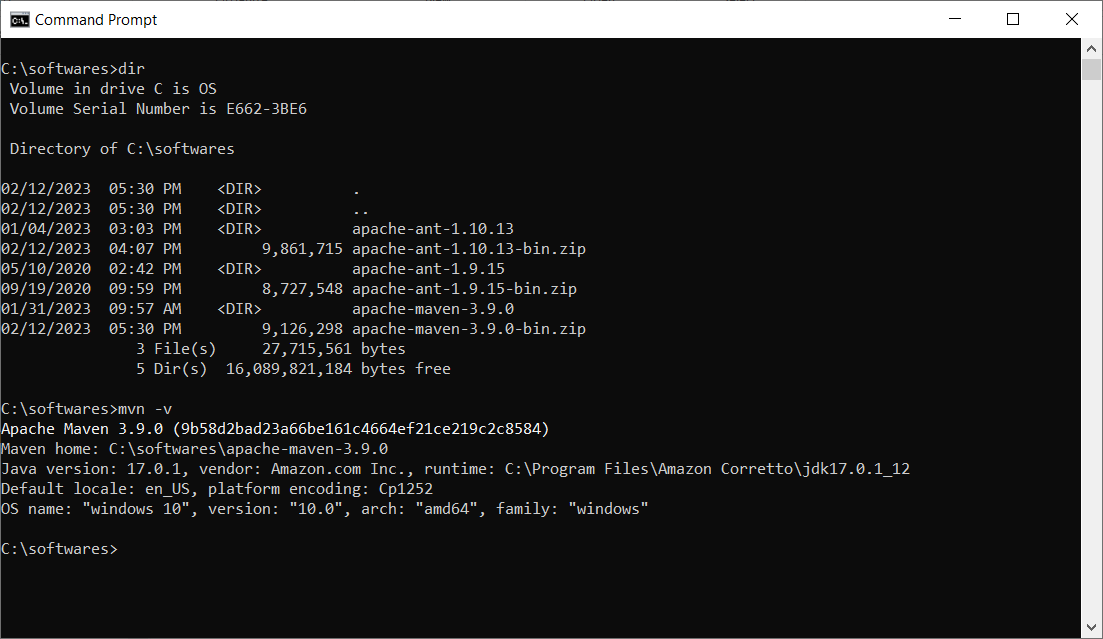 Command Prompt
C:\softwares>dir
 Volume in drive C is OS
 Volume Serial Number is E662-3BE6
 Directory of C:\softwares
02/12/2023  05:30 PM    <DIR>          .
02/12/2023  05:30 PM    <DIR>          ..
01/04/2023  03:03 PM    <DIR>          apache-ant-1.10.13
02/12/2023  04:07 PM         9,861,715 apache-ant-1.10.13-bin.zip
05/10/2020  02:42 PM    <DIR>          apache-ant-1.9.15
09/19/2020  09:59 PM         8,727,548 apache-ant-1.9.15-bin.zip
01/31/2023  09:57 AM    <DIR>          apache-maven-3.9.0
02/12/2023  05:30 PM         9,126,298 apache-maven-3.9.0-bin.zip
               3 File(s)     27,715,561 bytes
               5 Dir(s)  16,089,821,184 bytes free
C:\softwares>mvn -v
Apache Maven 3.9.0 (9b58d2bad23a66be161c4664ef21ce219c2c8584)
Maven home: C:\softwares\apache-maven-3.9.0
Java version: 17.0.1, vendor: Amazon.com Inc., runtime: C:\Program Files\Amazon Corretto\jdk17.0.1_12
Default locale: en_US, platform encoding: Cp1252
OS name: "windows 10", version: "10.0", arch: "amd64", family: "windows"
C:\softwares>